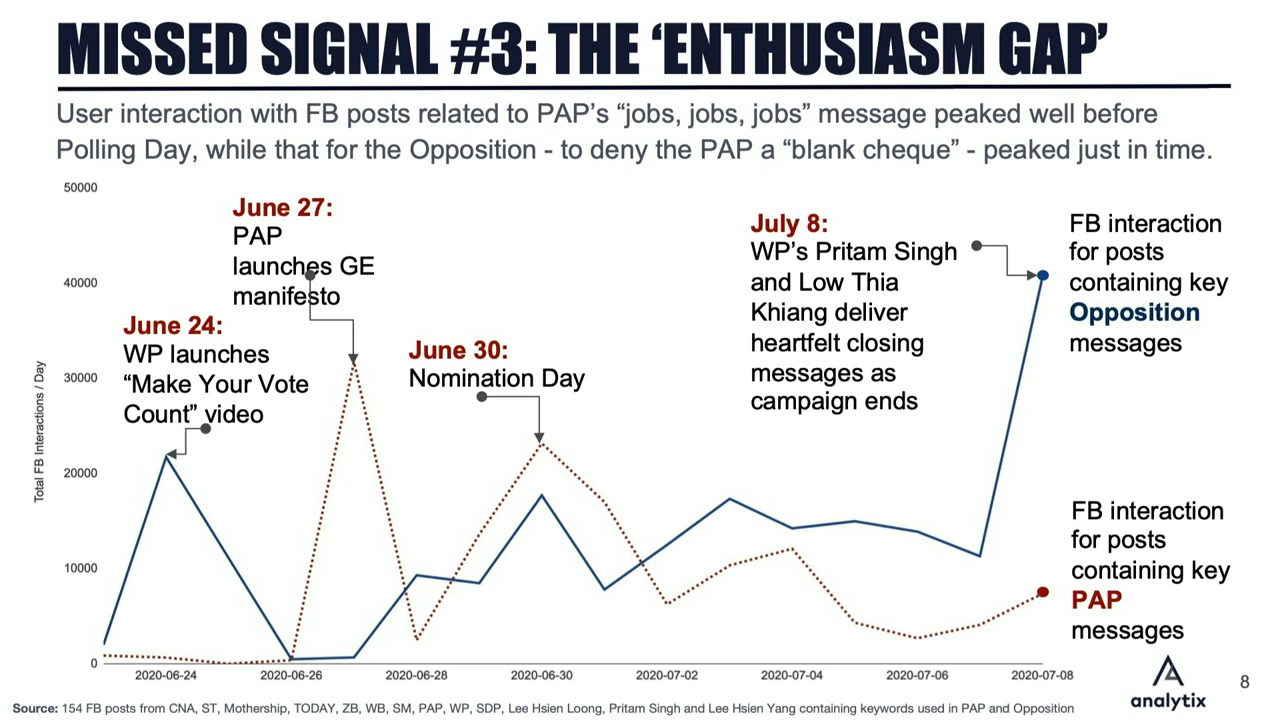 MISSED SIGNAL #3: THE ‘ENTHUSIASM GAP’
User interaction with FB posts related to PAP’s “jobs, jobs, jobs” message peaked well before
Polling Day, while that for the Opposition - to deny the PAP a “blank cheque” - peaked just in time.
Total FB Interactions / Day
50000
40000
30000
20000
10000
0
June 24:
WP launches
“Make Your Vote
Count” video
June 27:
PAP
launches GE
manifesto
June 30:
Nomination Day
July 8:
WP’s Pritam Singh
and Low Thia
Khiang deliver
heartfelt closing
messages as
campaign ends
FB interaction
for posts
containing key
Opposition
messages
FB interaction
for posts
containing key
PAP
messages
2020-06-24
2020-06-26
2020-06-28
2020-06-30
2020-07-02
2020-07-04
2020-07-06
2020-07-08
analytix
8
Source: 154 FB posts from CNA, ST, Mothership, TODAY, ZB, WB, SM, PAP, WP, SDP, Lee Hsien Loong, Pritam Singh and Lee Hsien Yang containing keywords used in PAP and Opposition